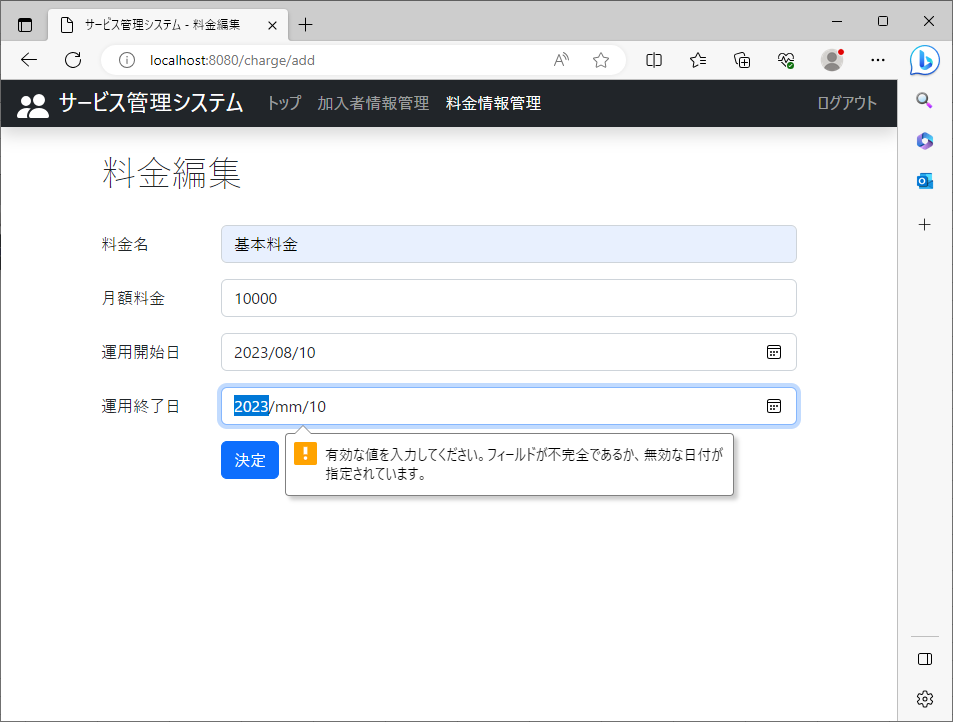 サービス管理システム - 料金編集
localhost:8080/charge/add
サービス管理システム トップ 加入者情報管理 料金情報管理 ログアウト
料金編集
料金名 基本料金
月額料金 10000
運用開始日 2023/08/10
運用終了日 2023/mm/10
決定
有効な値を入力してください。フィールドが不完全であるか、無効な日付が
指定されています。